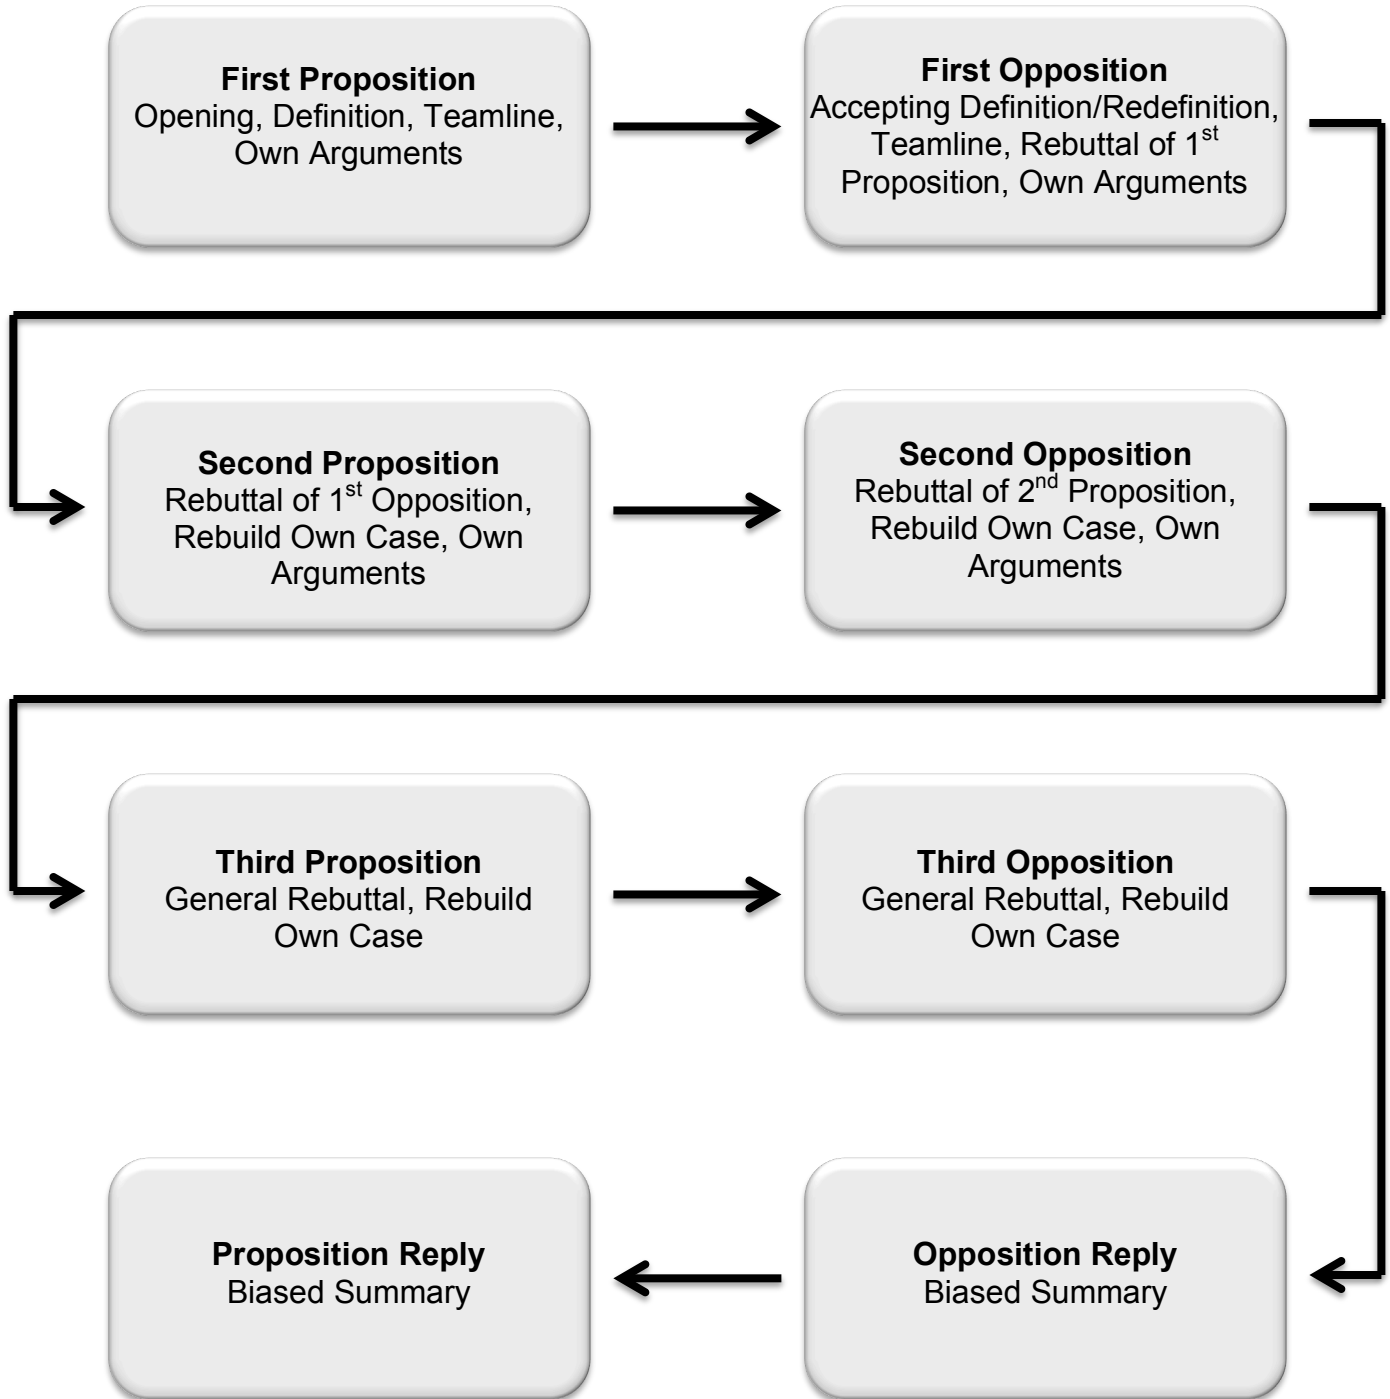 First Proposition
Opening, Definition, Teamline,
Own Arguments
First Opposition
Accepting Definition/Redefinition,
Teamline, Rebuttal of 1st
Proposition, Own Arguments
Second Proposition
Rebuttal of 1st Opposition,
Rebuild Own Case, Own
Arguments
Second Opposition
Rebuttal of 2nd Proposition,
Rebuild Own Case, Own
Arguments
Third Proposition
General Rebuttal, Rebuild
Own Case
Third Opposition
General Rebuttal, Rebuild
Own Case
Opposition Reply
Biased Summary
Proposition Reply
Biased Summary